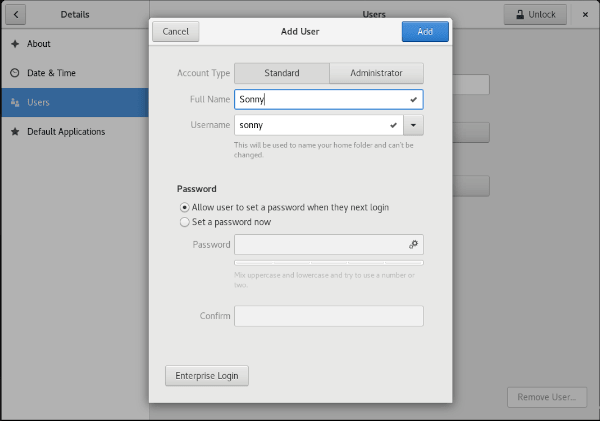 Details
Users
Unlock
About
Date & Time
Users
Default Applications
Cancel
Add User
Add
Account Type
Standard
Administrator
Full Name
Sonny
Username
sonny
This will be used to name your home folder and can't be
changed.
Password
Allow user to set a password when they next login
Set a password now
Password
Mix uppercase and lowercase and try to use a number or
two.
Confirm
Enterprise Login
Remove User...